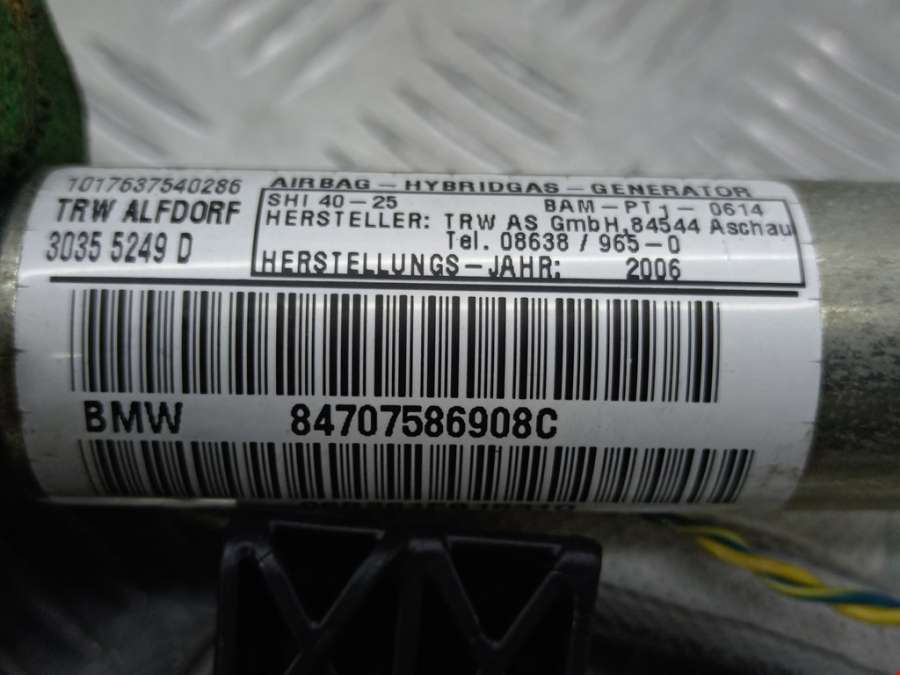 1017637540286
TRW ALFDORF
3035 5249 D
AIRBAG - HYBRIDGAS - GENERATOR
SHI 40-25 BAM-PT1- 0614
HERSTELLER: TRW AS GmbH,84544 Aschau
Tel. 08638 / 965-0
HERSTELLUNGS-JAHR: 2006
BMW 84707586908C